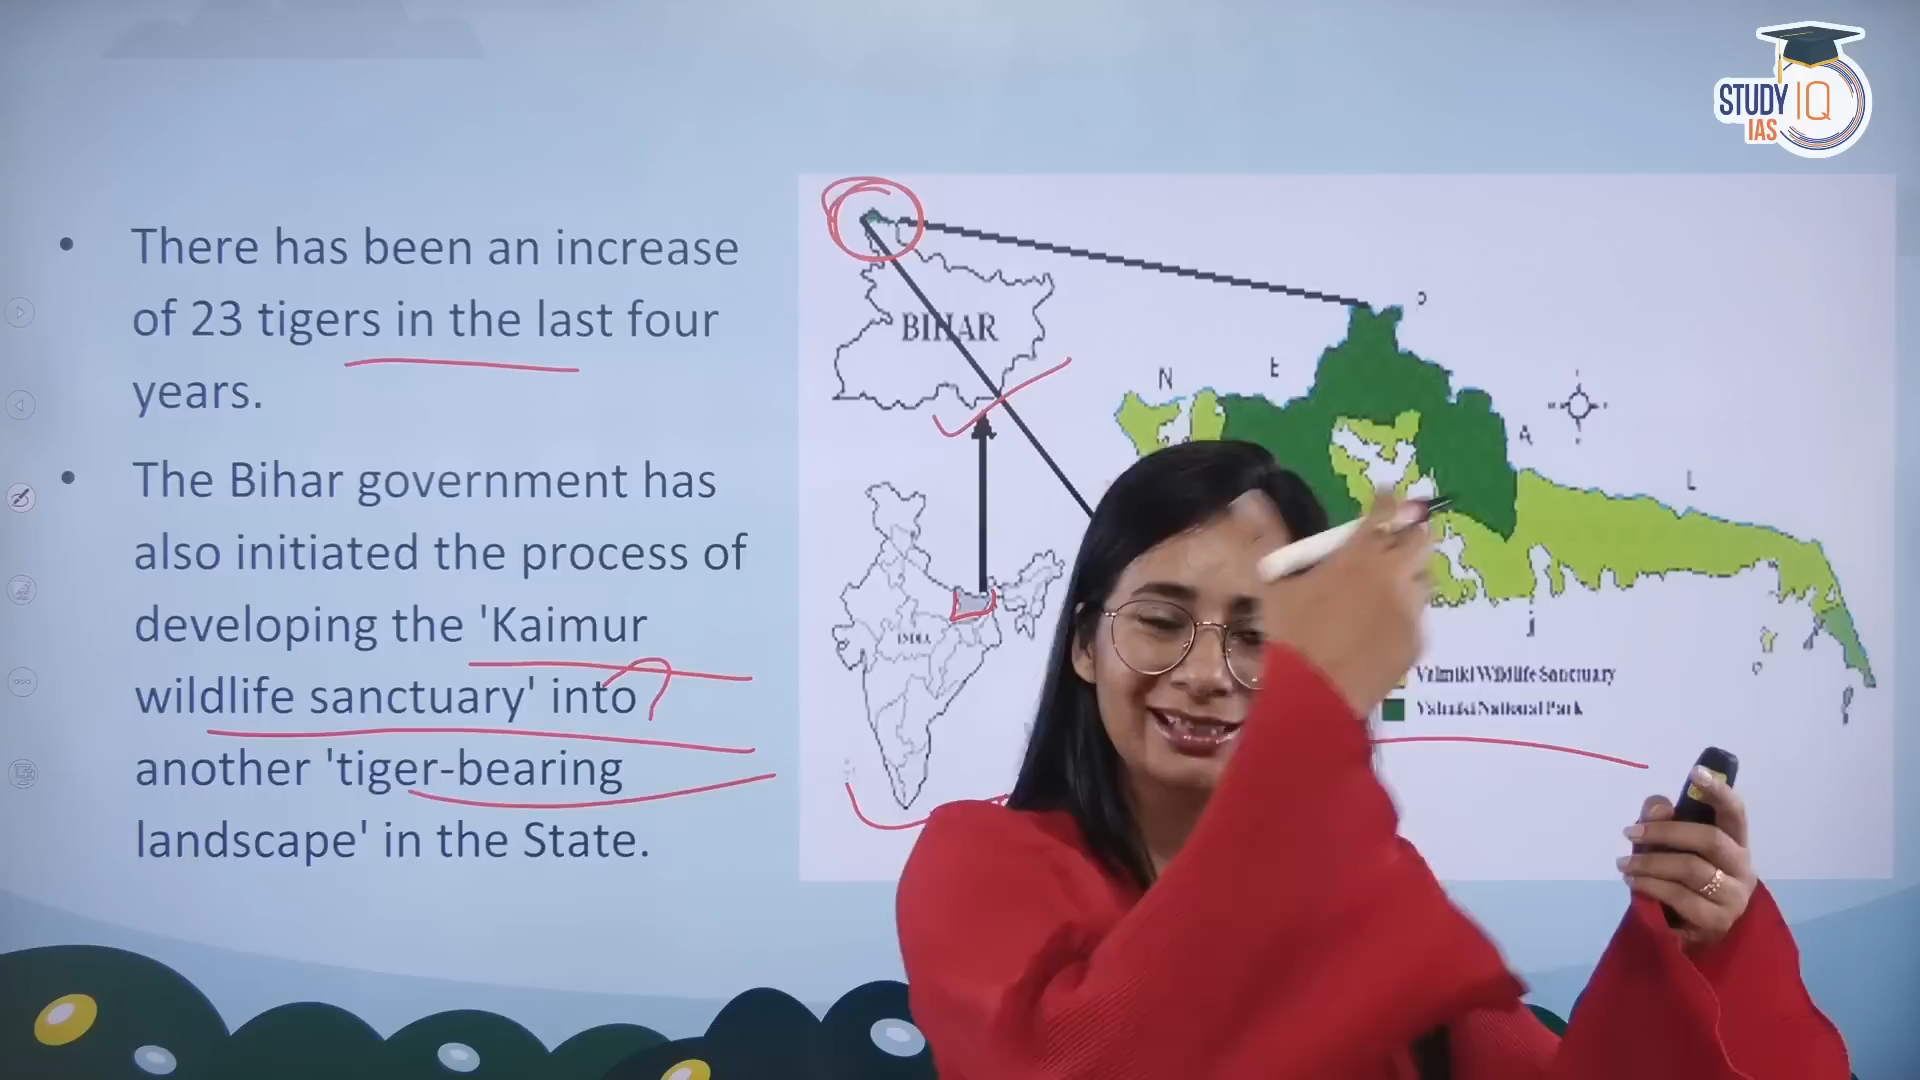 STUDY IQ
IAS
• There has been an increase
of 23 tigers in the last four
years.
• The Bihar government has
also initiated the process of
developing the 'Kaimur
wildlife sanctuary' into
another 'tiger-bearing
landscape' in the State.
BIHAR
N
E
P
A
L
INDIA
Valmiki Wildlife Sanctuary
Valmiki National Park